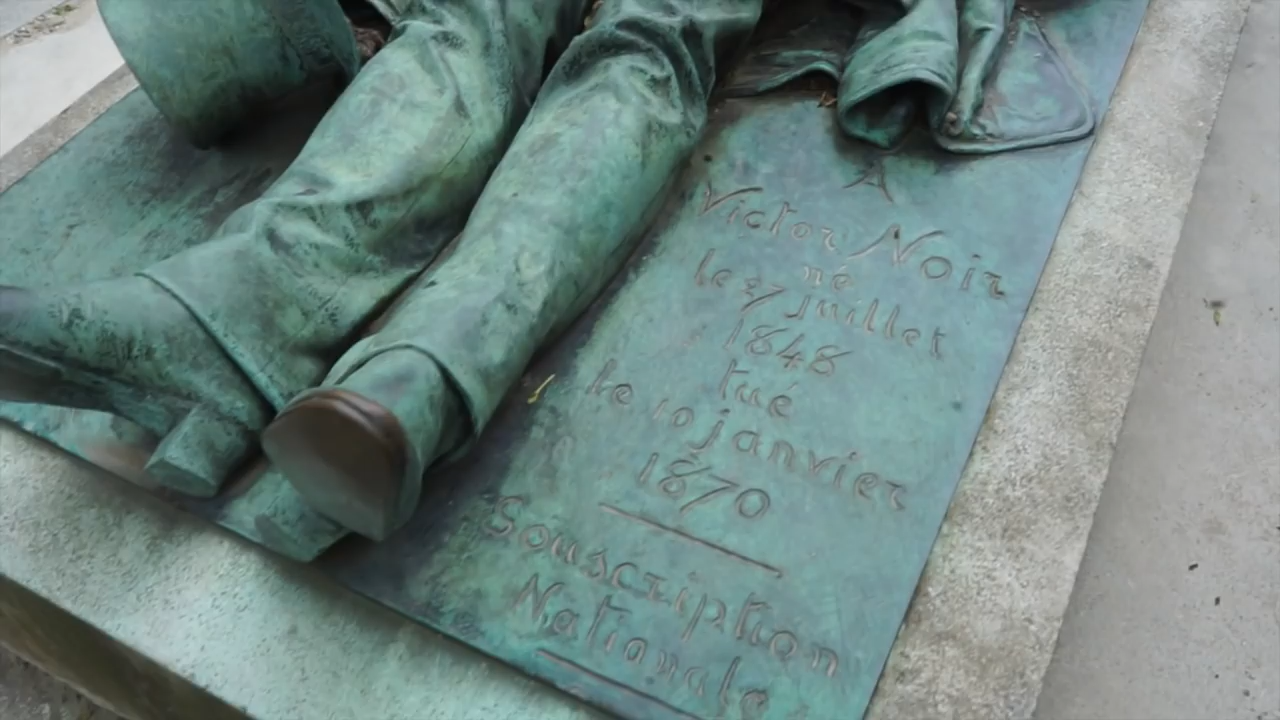 A
Victor Noir
né
le 27 juillet
1848
tué
le 10 janvier
1870
Souscription
Nationale